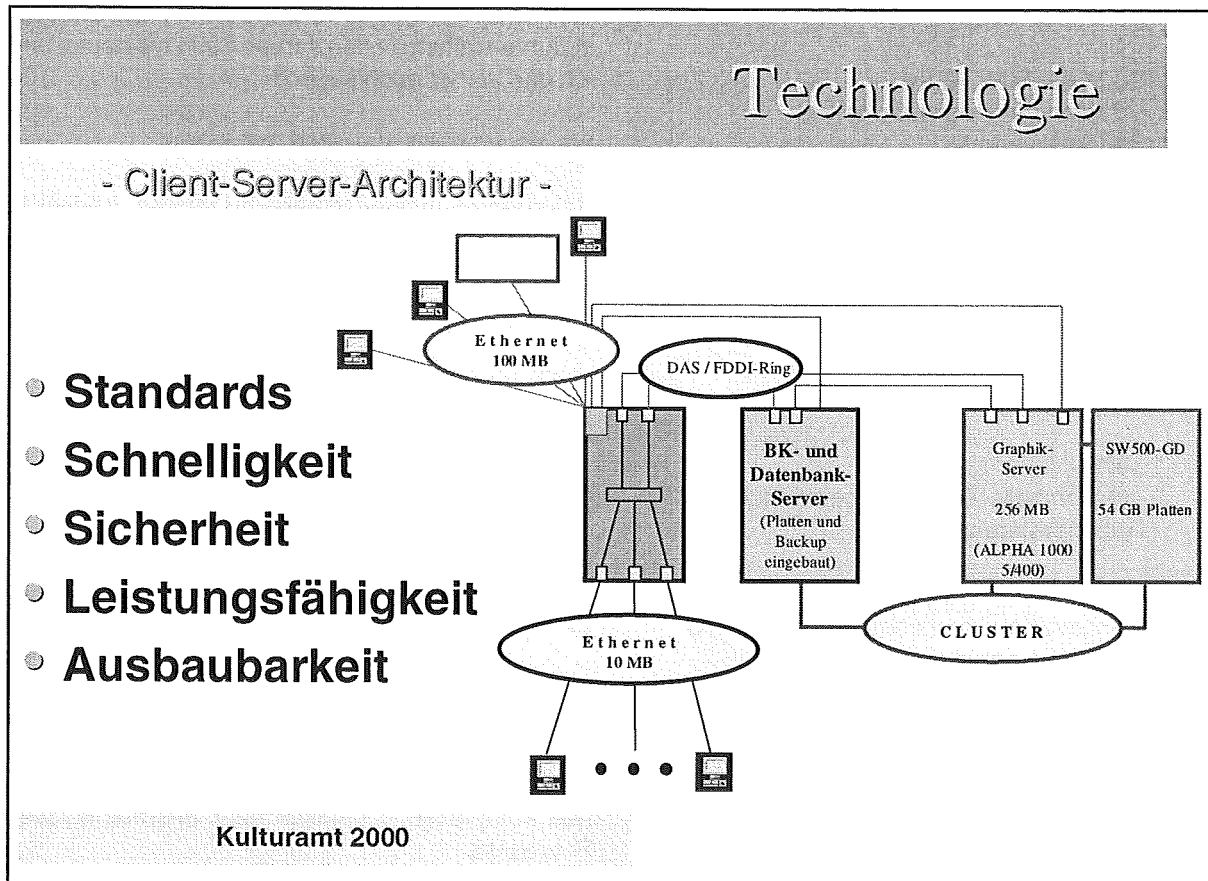 Technologie
- Client-Server-Architektur -
Ethernet
100 MB
DAS / FDDI-Ring
Standards
Schnelligkeit
Sicherheit
Leistungsfähigkeit
Ausbaubarkeit
BK- und
Datenbank-
Server
(Platten und
Backup
eingebaut)
Graphik-
Server
256 MB
(ALPHA 1000
5/400)
SW500-GD
54 GB Platten
CLUSTER
Ethernet
10 MB
Kulturamt 2000